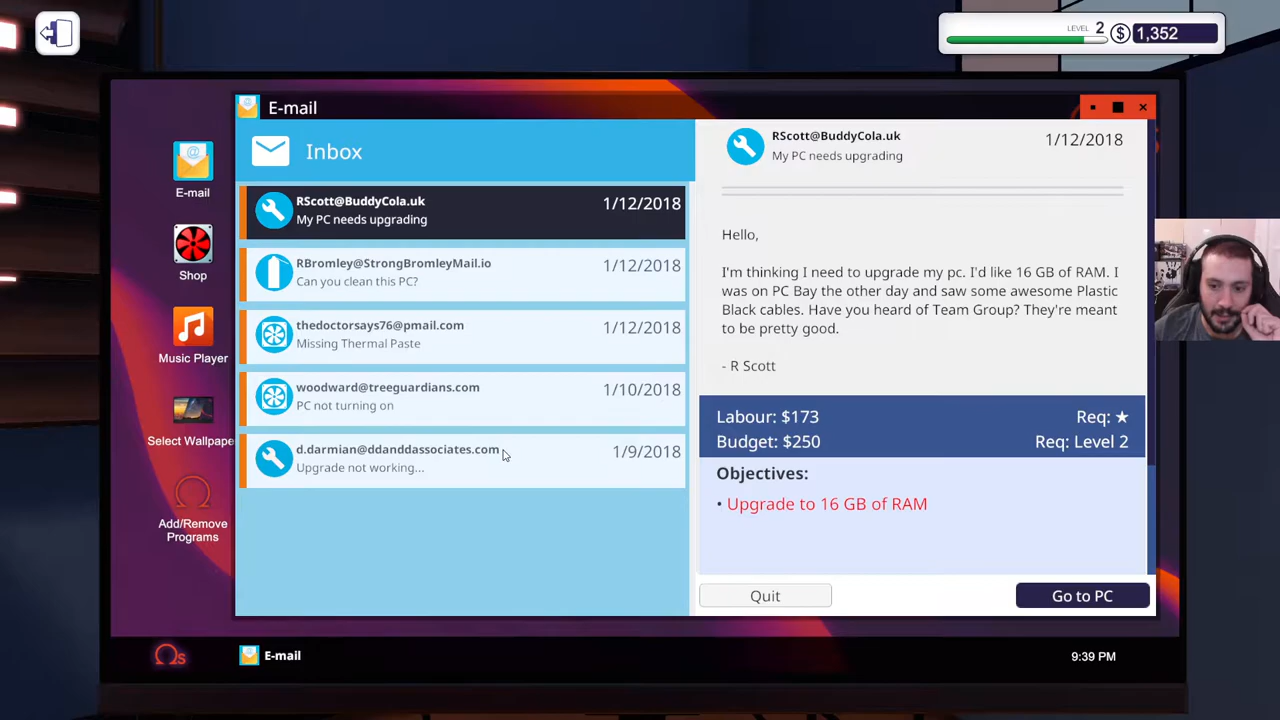 LEVEL 2
$ 1,352
E-mail
Inbox
E-mail
Shop
Music Player
Select Wallpape
Add/Remove
Programs
RScott@BuddyCola.uk
My PC needs upgrading
1/12/2018
RBromley@StrongBromleyMail.io
Can you clean this PC?
1/12/2018
thedoctorsays76@pmail.com
Missing Thermal Paste
1/12/2018
woodward@treeguardians.com
PC not turning on
1/10/2018
d.darmian@ddanddassociates.com
Upgrade not working...
1/9/2018
RScott@BuddyCola.uk
My PC needs upgrading
1/12/2018
Hello,
I'm thinking I need to upgrade my pc. I'd like 16 GB of RAM. I
was on PC Bay the other day and saw some awesome Plastic
Black cables. Have you heard of Team Group? They're meant
to be pretty good.
- R Scott
Labour: $173
Req: ★
Budget: $250
Req: Level 2
Objectives:
• Upgrade to 16 GB of RAM
Quit
Go to PC
Ωs
E-mail
9:39 PM